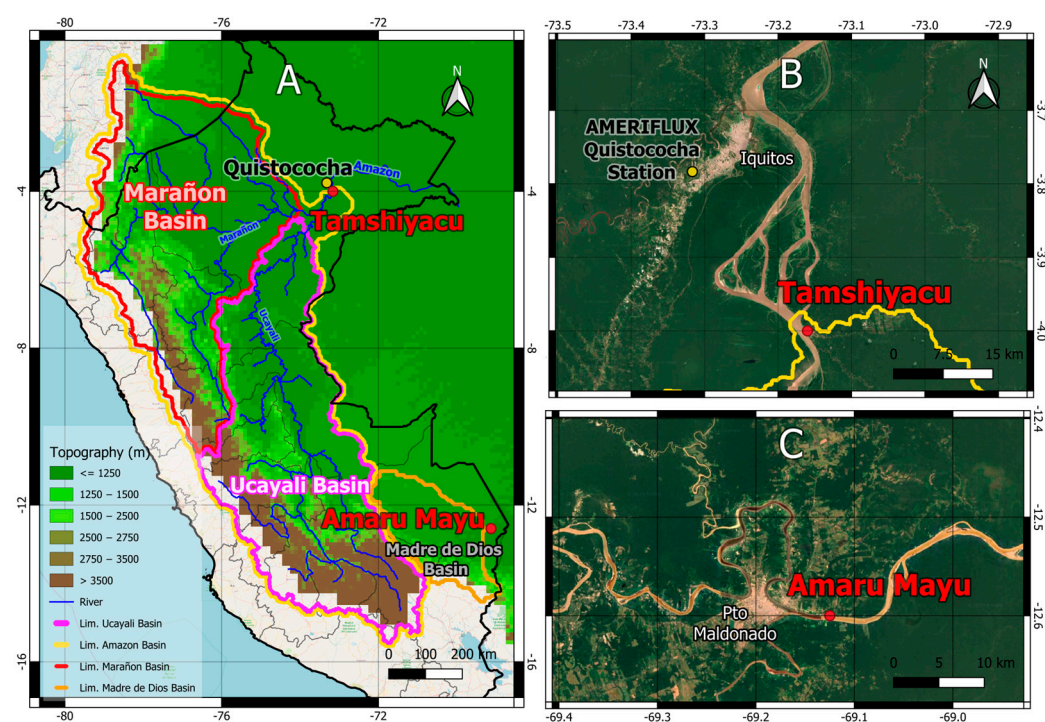 -80
-76
-72
A
N
Quistococha
Amazon
-4
Marañon
Basin
Tamshiyacu
Marañon
Ucayali
-8
Topography (m)
<= 1250
1250 – 1500
1500 – 2500
2500 – 2750
2750 – 3500
> 3500
River
Lim. Ucayali Basin
Lim. Amazon Basin
Lim. Marañon Basin
Lim. Madre de Dios Basin
Ucayali Basin
-12
Amaru Mayu
Madre de Dios
Basin
0 100 200 km
-16
-80
-76
-72
-73.5
-73.4
-73.3
-73.2
-73.1
-73.0
-72.9
B
N
-3.7
AMERIFLUX
Quistococha
Station
Iquitos
-3.8
-3.9
Tamshiyacu
-4.0
0 7.5 15 km
-12.4
C
-12.5
Amaru Mayu
Pto
Maldonado
-12.6
0 5 10 km
-69.4
-69.3
-69.2
-69.1
-69.0